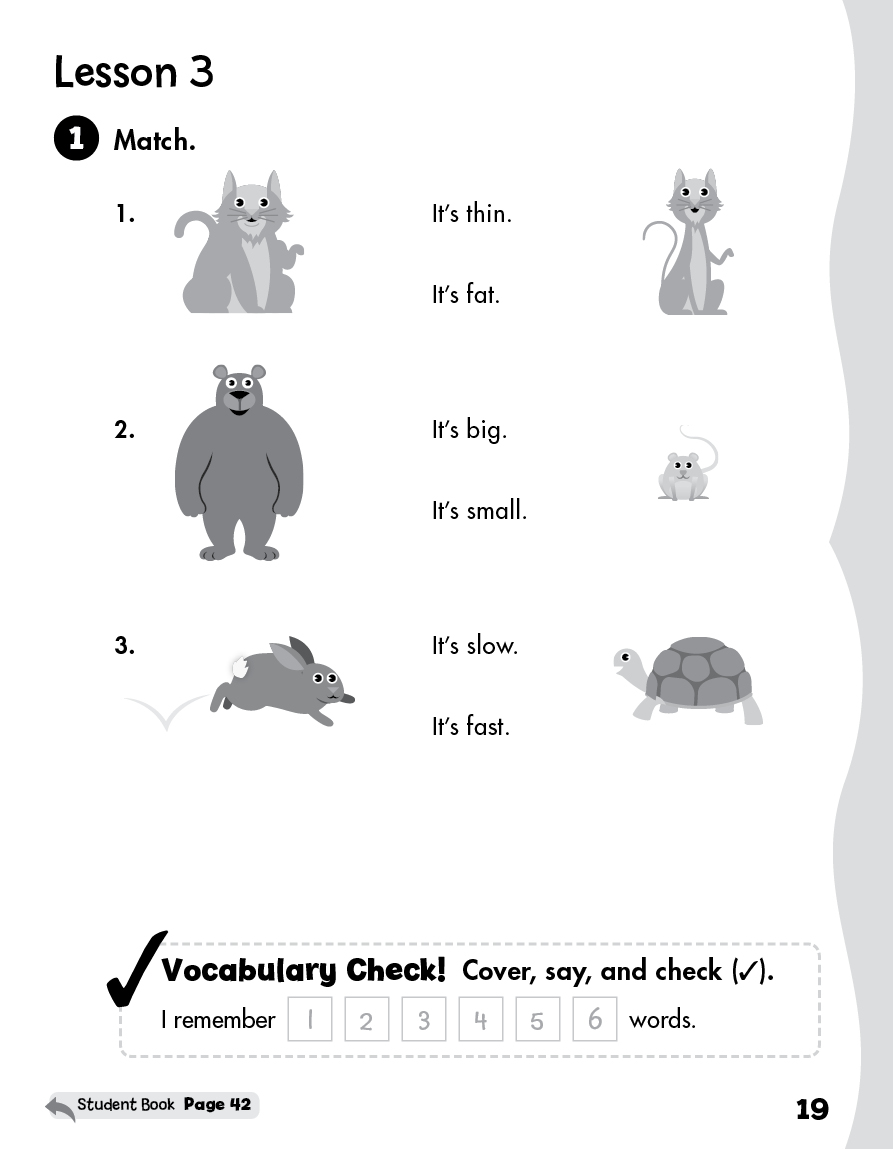 Lesson 3
1 Match.
1. It's thin.
It's fat.
2. It's big.
It's small.
3. It's slow.
It's fast.
✓ Vocabulary Check! Cover, say, and check (✓).
I remember 1 2 3 4 5 6 words.
Student Book Page 42
19